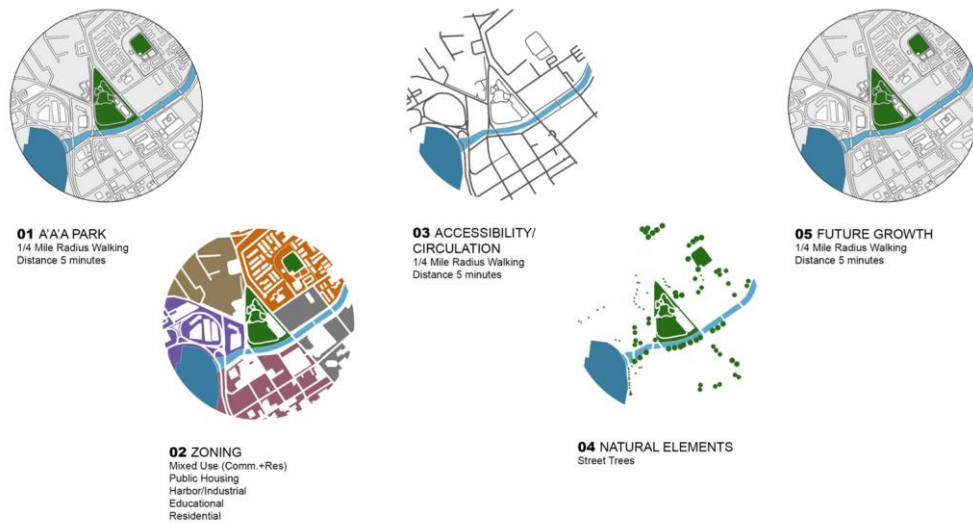 01 A'A'A PARK
1/4 Mile Radius Walking
Distance 5 minutes
02 ZONING
Mixed Use (Comm.+Res)
Public Housing
Harbor/Industrial
Educational
Residential
03 ACCESSIBILITY/
CIRCULATION
1/4 Mile Radius Walking
Distance 5 minutes
04 NATURAL ELEMENTS
Street Trees
05 FUTURE GROWTH
1/4 Mile Radius Walking
Distance 5 minutes